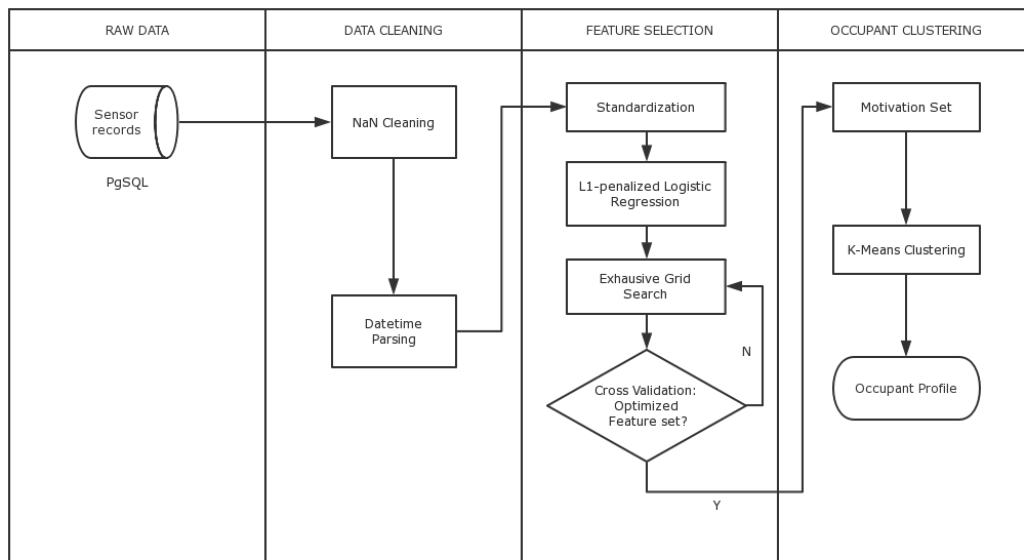 RAW DATA
DATA CLEANING
FEATURE SELECTION
OCCUPANT CLUSTERING
Sensor
records
PgSQL
NaN Cleaning
Datetime
Parsing
Standardization
L1-penalized Logistic
Regression
Exhausive Grid
Search
Cross Validation:
Optimized
Feature set?
N
Y
Motivation Set
K-Means Clustering
Occupant Profile